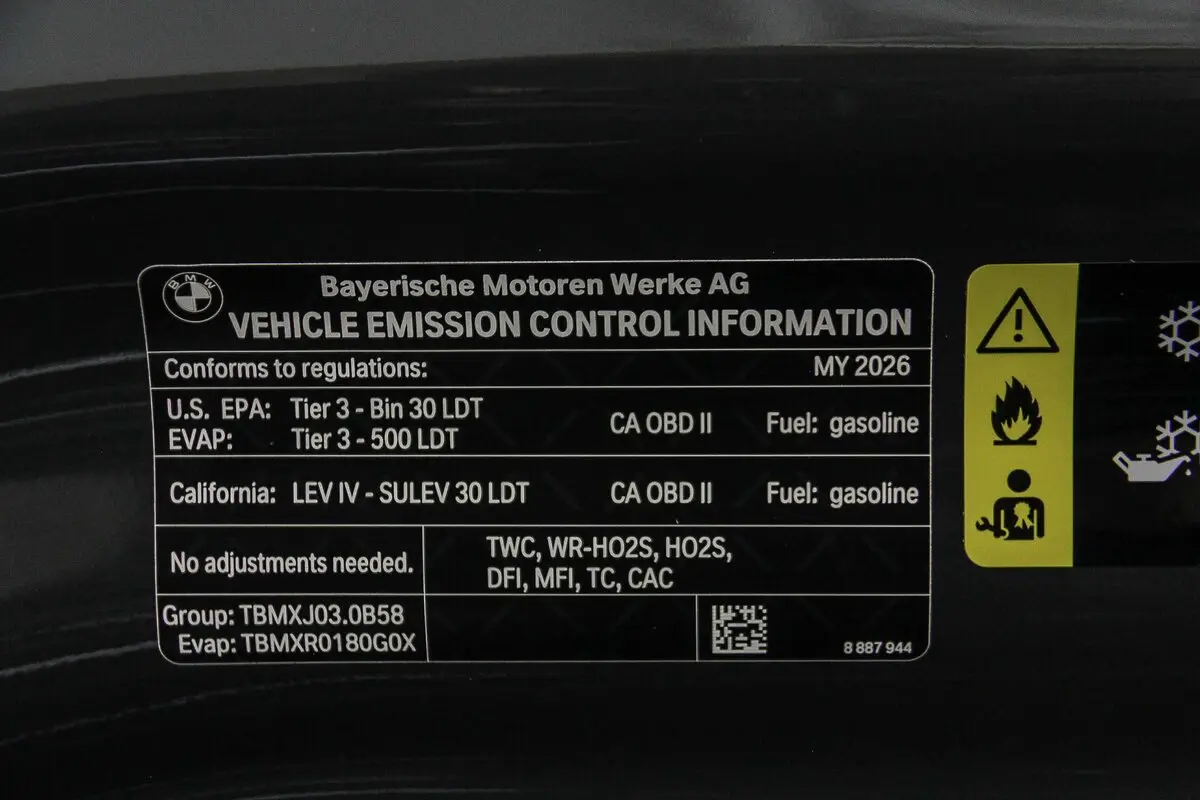 BMW
Bayerische Motoren Werke AG
VEHICLE EMISSION CONTROL INFORMATION
Conforms to regulations: MY 2026
U.S. EPA: Tier 3 - Bin 30 LDT CA OBD II Fuel: gasoline
EVAP: Tier 3 - 500 LDT
California: LEV IV - SULEV 30 LDT CA OBD II Fuel: gasoline
No adjustments needed.
TWC, WR-HO2S, HO2S,
DFI, MFI, TC, CAC
Group: TBMXJ03.0B58
Evap: TBMXR0180G0X
8 887 944